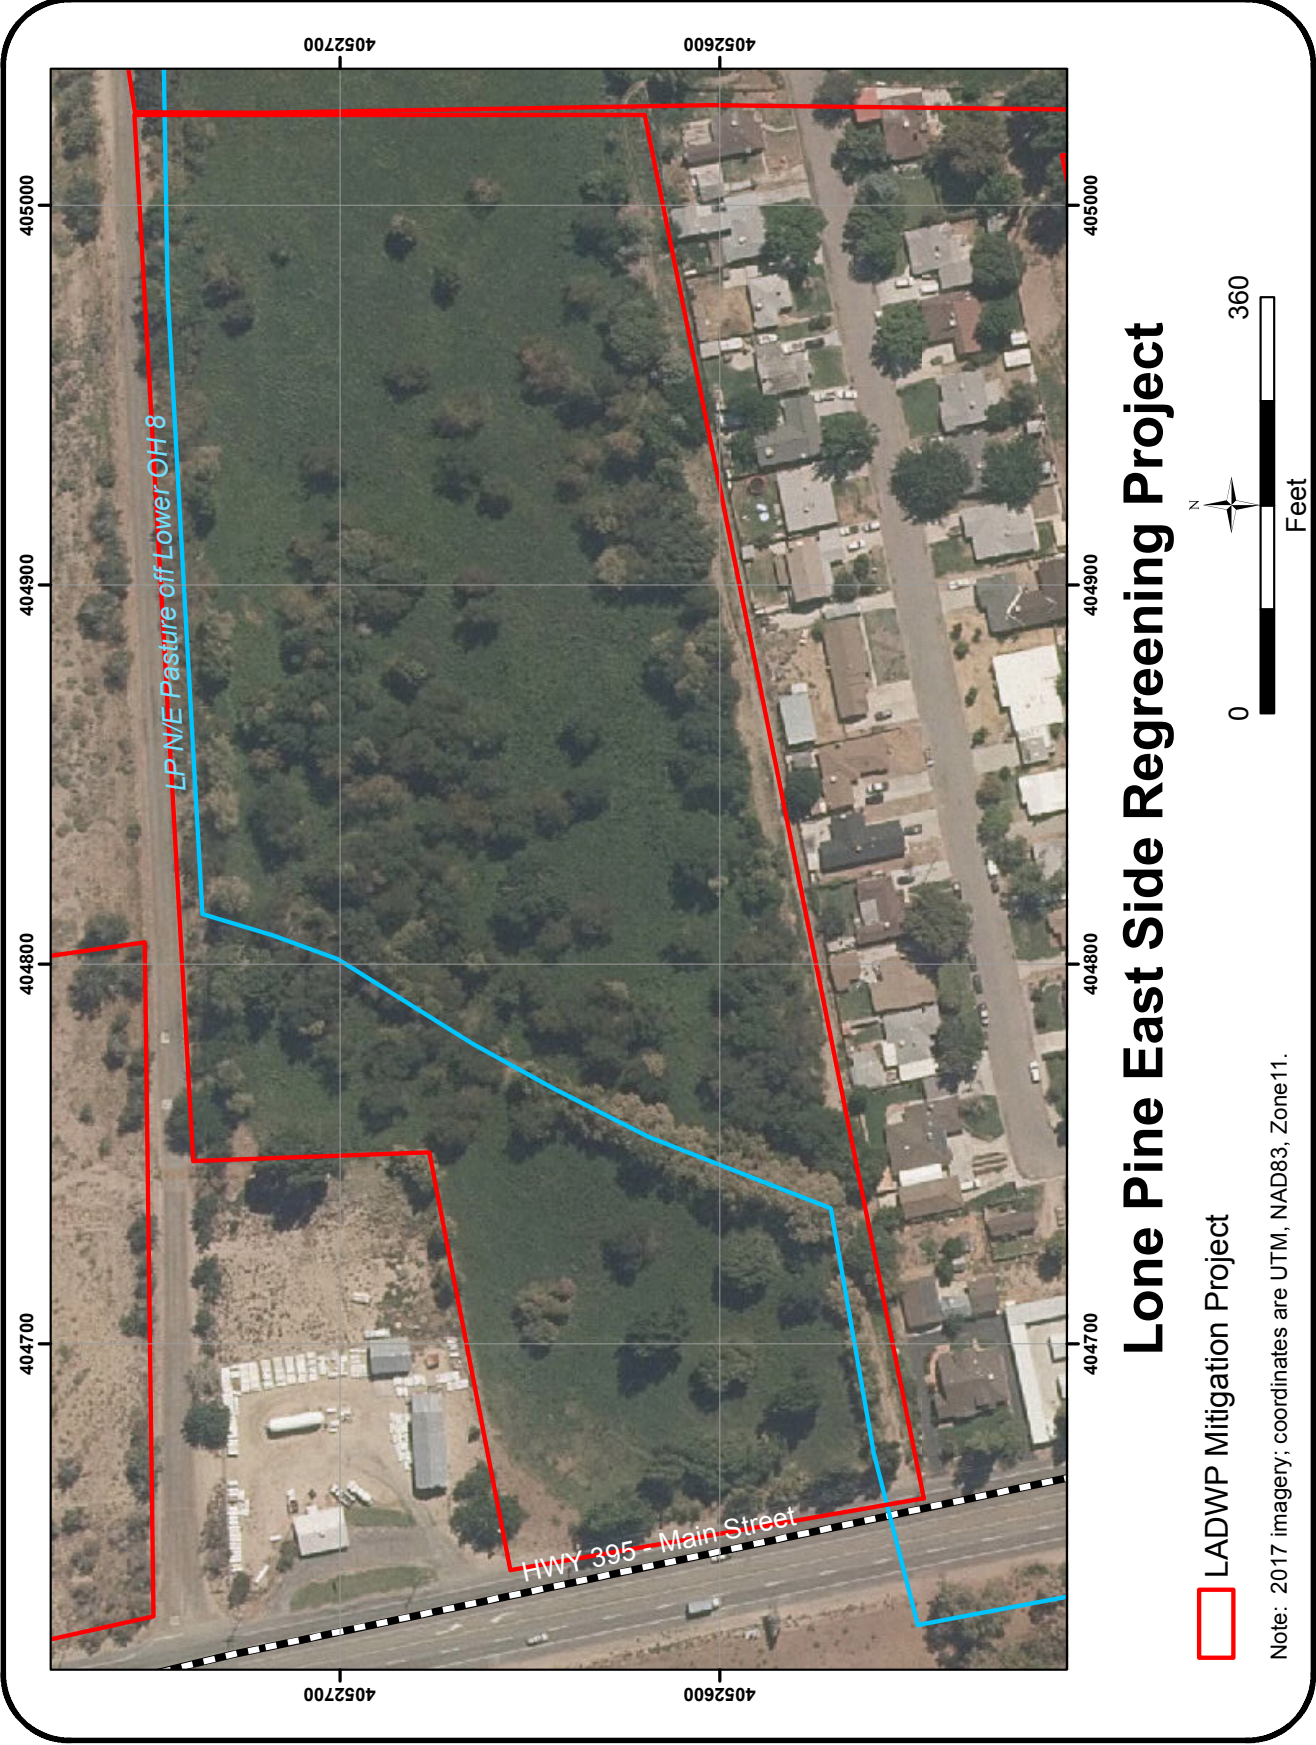 404700
404800
404900
405000
4052700
4052700
4052600
4052600
LP N/E Pasture off Lower OH 8
HWY 395 - Main Street
404700
404800
404900
405000
Lone Pine East Side Regreening Project
LADWP Mitigation Project
N
0
360
Feet
Note:  2017 imagery; coordinates are UTM, NAD83, Zone11.